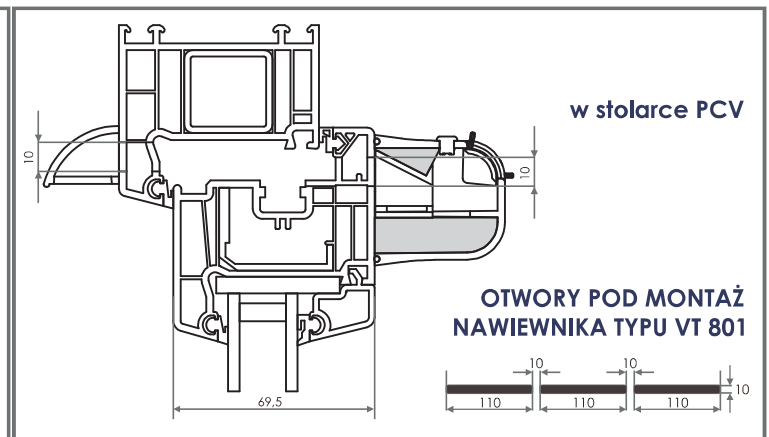 w stolarce PCV
10
10
69,5
OTWORY POD MONTAŻ
NAWIEWNIKA TYPU VT 801
10 10
110 110 110 10